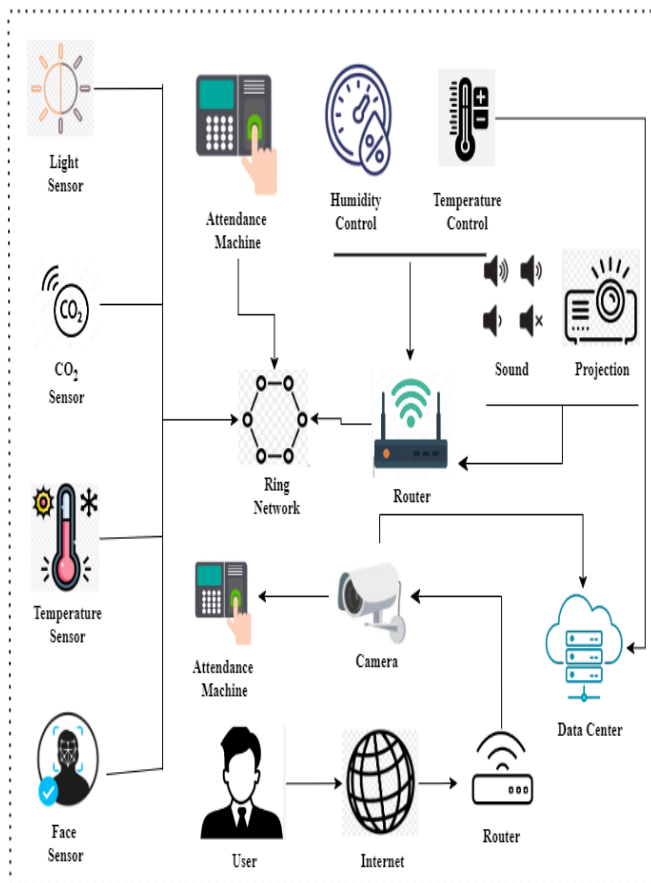 Light
Sensor
Attendance
Machine
%
Humidity
Control
Temperature
Control
CO₂
CO₂
Sensor
Sound
Projection
Ring
Network
Router
Temperature
Sensor
Attendance
Machine
Camera
Data Center
Face
Sensor
User
Internet
Router